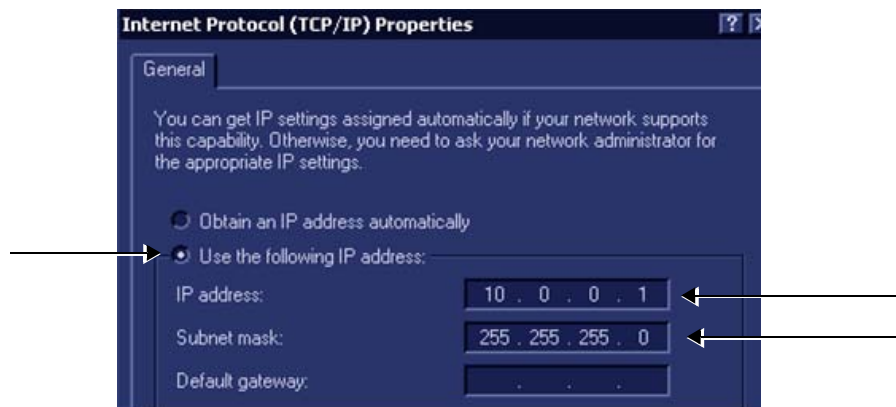 Internet Protocol (TCP/IP) Properties
General
You can get IP settings assigned automatically if your network supports
this capability. Otherwise, you need to ask your network administrator for
the appropriate IP settings.
Obtain an IP address automatically
Use the following IP address:
IP address: 10 . 0 . 0 . 1
Subnet mask: 255 . 255 . 255 . 0
Default gateway: . . .